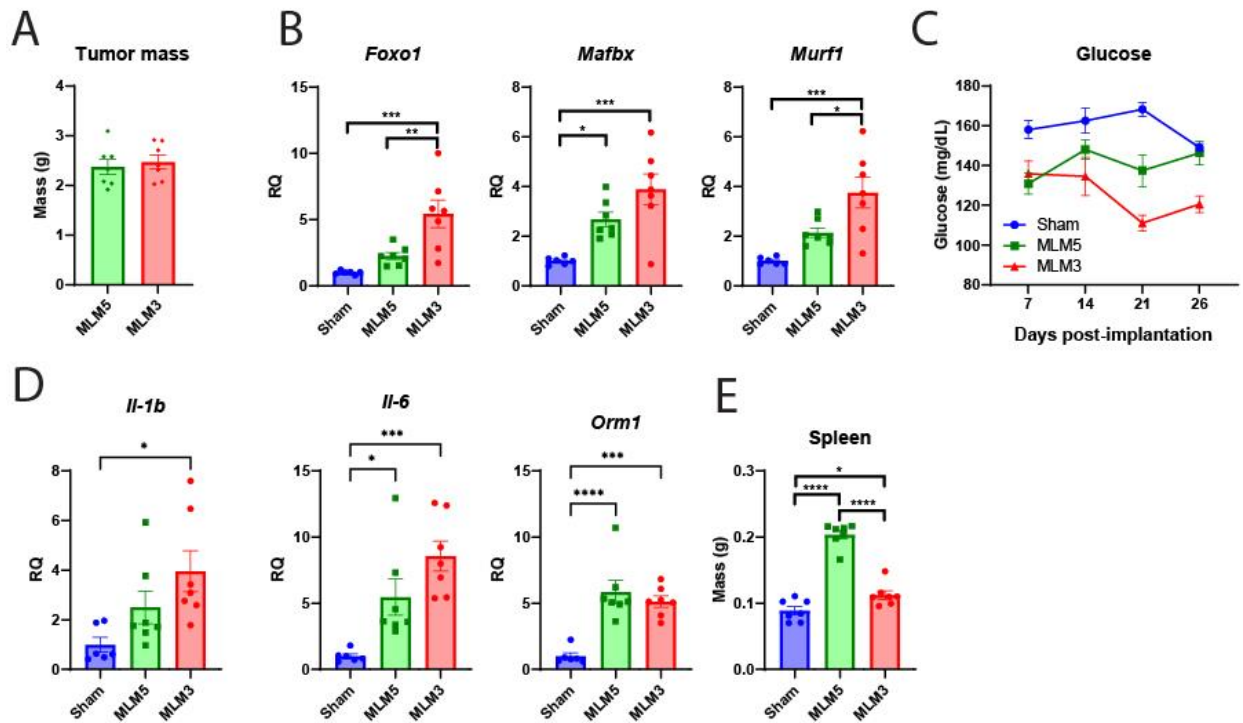 A
Tumor mass
Mass (g)
4
3
2
1
0
MLM5
MLM3
B
Foxo1
RQ
15
10
5
0
***
**
Sham
MLM5
MLM3
Mafbx
RQ
8
6
4
2
0
***
*
Sham
MLM5
MLM3
Murf1
RQ
8
6
4
2
0
***
*
Sham
MLM5
MLM3
C
Glucose
Glucose (mg/dL)
180
160
140
120
100
80
Sham
MLM5
MLM3
7 14 21 26
Days post-implantation
D
Il-1b
RQ
8
6
4
2
0
*
Sham
MLM5
MLM3
Il-6
RQ
15
10
5
0
***
*
Sham
MLM5
MLM3
Orm1
RQ
15
10
5
0
***
****
Sham
MLM5
MLM3
E
Spleen
Mass (g)
0.3
0.2
0.1
0.0
*
****
****
Sham
MLM5
MLM3